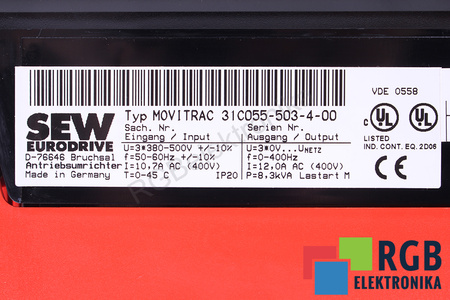 Typ MOVITRAC 31C055-503-4-00
Sach. Nr. Serien Nr.
Eingang / Input Ausgang / Output
SEW
EURODRIVE
D-76646 Bruchsal
Antriebsumrichter
Made in Germany
U=3*380-500V +/-10% U=3*0V...UNETZ
f=50-60Hz +/-10% f=0-400Hz
I=10.7A AC (400V) I=12.0A AC (400V)
T=0-45 C IP20 P=8.3kVA Lastart M
VDE 0558
UL
LISTED
IND. CONT. EQ. 2D06
RGB
ELEKTRONIKA